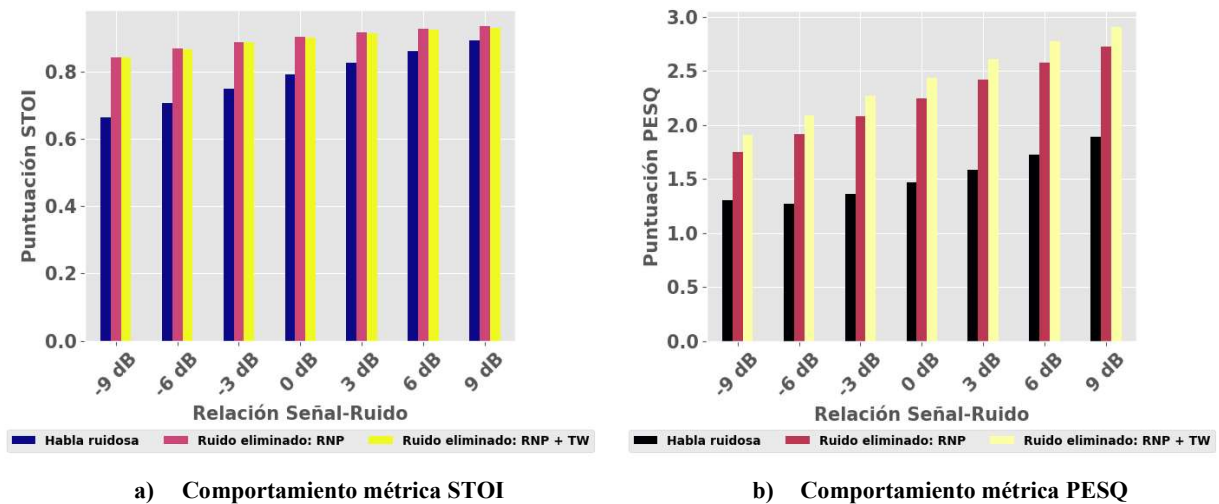 Puntuación STOI
0.8
0.6
0.4
0.2
0.0
-9 dB
-6 dB
-3 dB
0 dB
3 dB
6 dB
9 dB
Relación Señal-Ruido
Habla ruidosa Ruido eliminado: RNP Ruido eliminado: RNP + TW
a) Comportamiento métrica STOI
Puntuación PESQ
3.0
2.5
2.0
1.5
1.0
0.5
0.0
-9 dB
-6 dB
-3 dB
0 dB
3 dB
6 dB
9 dB
Relación Señal-Ruido
Habla ruidosa Ruido eliminado: RNP Ruido eliminado: RNP + TW
b) Comportamiento métrica PESQ